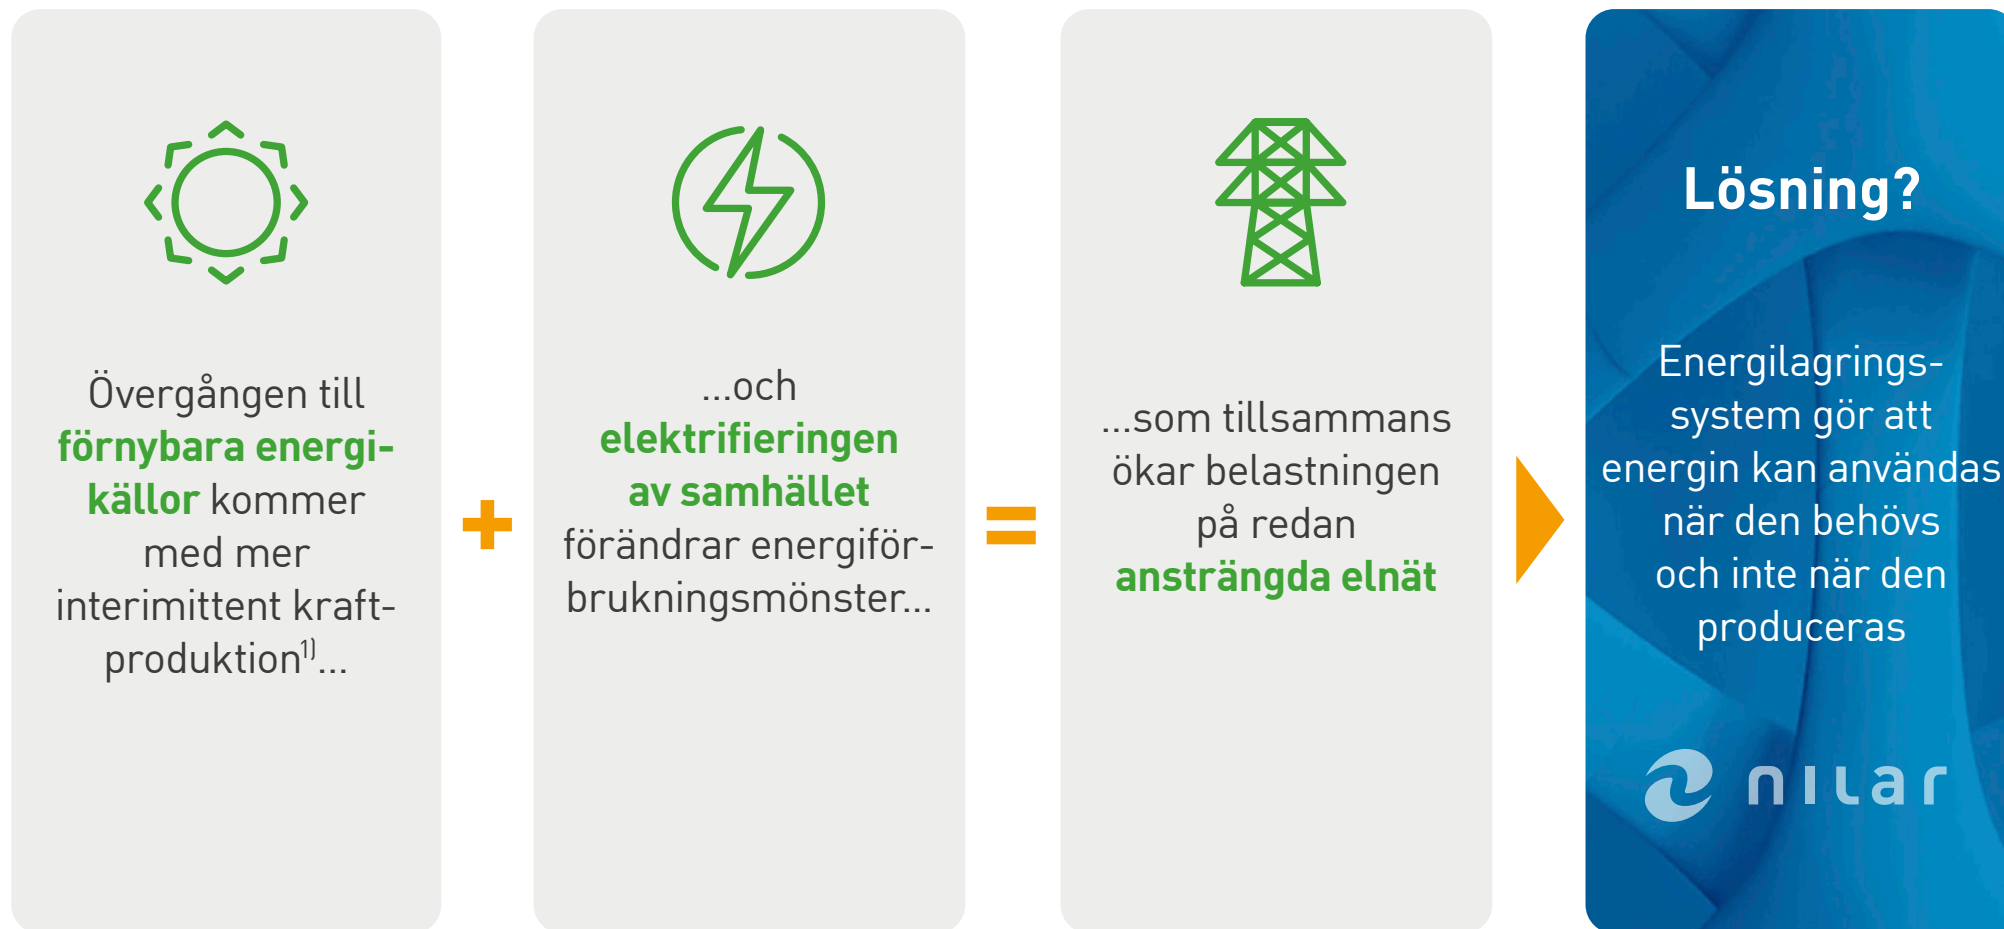 Övergången till
förnybara energi-
källor kommer
med mer
interimittent kraft-
produktion¹⁾...
+
...och
elektrifieringen
av samhället
förändrar energiför-
brukningsmönster...
=
...som tillsammans
ökar belastningen
på redan
ansträngda elnät
Lösning?
Energilagrings-
system gör att
energin kan användas
när den behövs
och inte när den
produceras
nilar